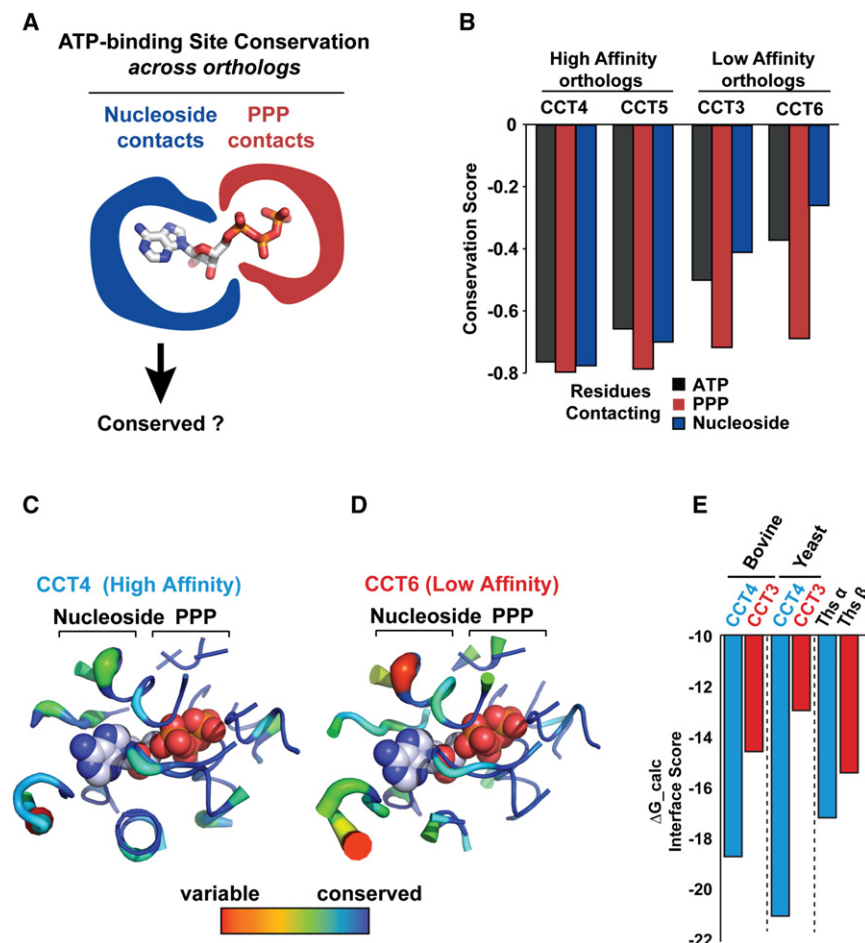 A
ATP-binding Site Conservation
across orthologs
Nucleoside
contacts
PPP
contacts
Conserved ?
B
High Affinity
orthologs
Low Affinity
orthologs
CCT4
CCT5
CCT3
CCT6
Conservation Score
0
-0.2
-0.4
-0.6
-0.8
Residues
Contacting
ATP
PPP
Nucleoside
C
CCT4 (High Affinity)
Nucleoside
PPP
D
CCT6 (Low Affinity)
Nucleoside
PPP
variable
conserved
E
Bovine
Yeast
CCT4
CCT3
CCT4
CCT3
Ths α
Ths β
ΔG_calc
Interface Score
-10
-12
-14
-16
-18
-20
-22